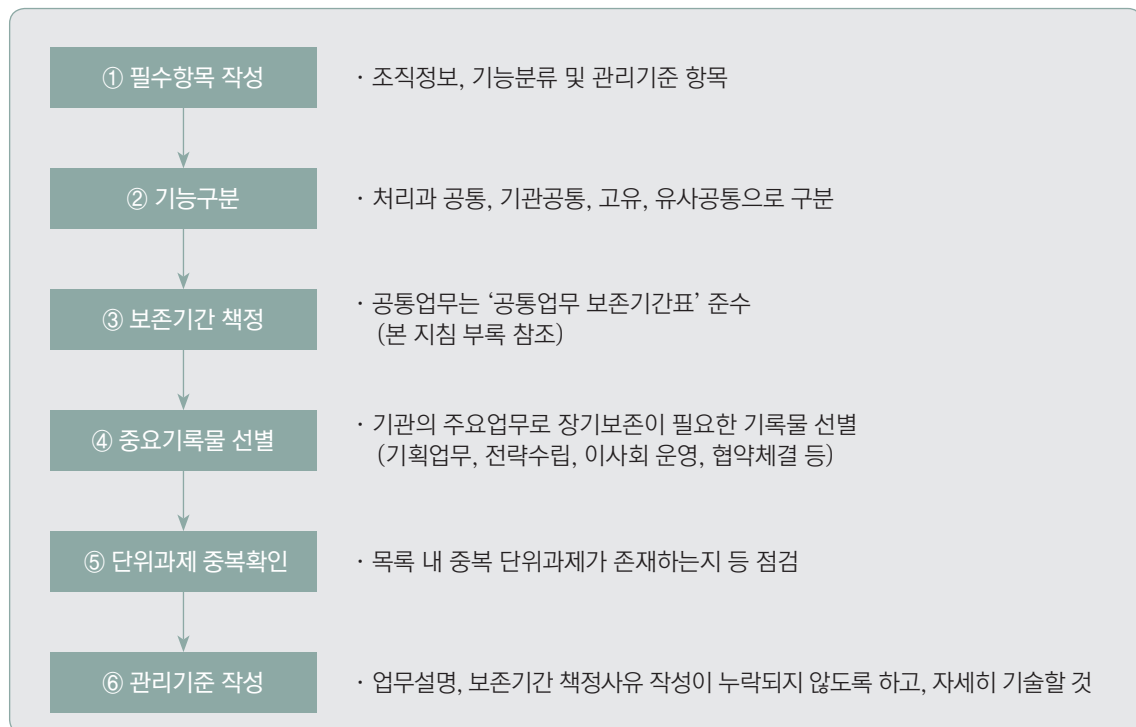 ① 필수항목 작성
· 조직정보, 기능분류 및 관리기준 항목
② 기능구분
· 처리과 공통, 기관공통, 고유, 유사공통으로 구분
③ 보존기간 책정
· 공통업무는 ‘공통업무 보존기간표’ 준수
(본 지침 부록 참조)
④ 중요기록물 선별
· 기관의 주요업무로 장기보존이 필요한 기록물 선별
(기획업무, 전략수립, 이사회 운영, 협약체결 등)
⑤ 단위과제 중복확인
· 목록 내 중복 단위과제가 존재하는지 등 점검
⑥ 관리기준 작성
· 업무설명, 보존기간 책정사유 작성이 누락되지 않도록 하고, 자세히 기술할 것